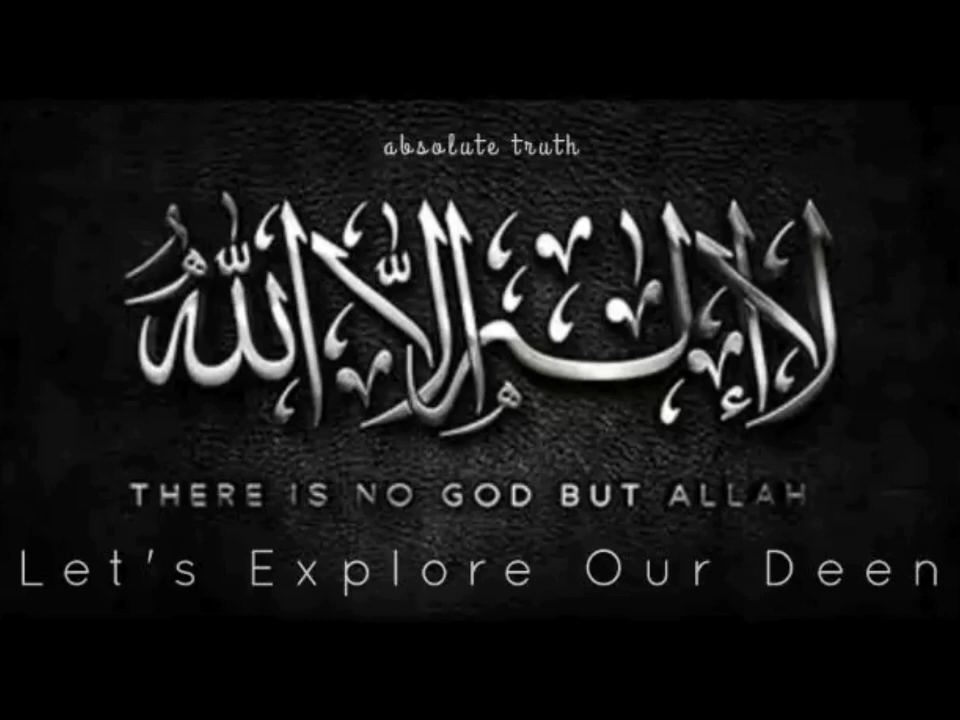 absolute truth
لا إله إلا الله
THERE IS NO GOD BUT ALLAH
Let's Explore Our Deen